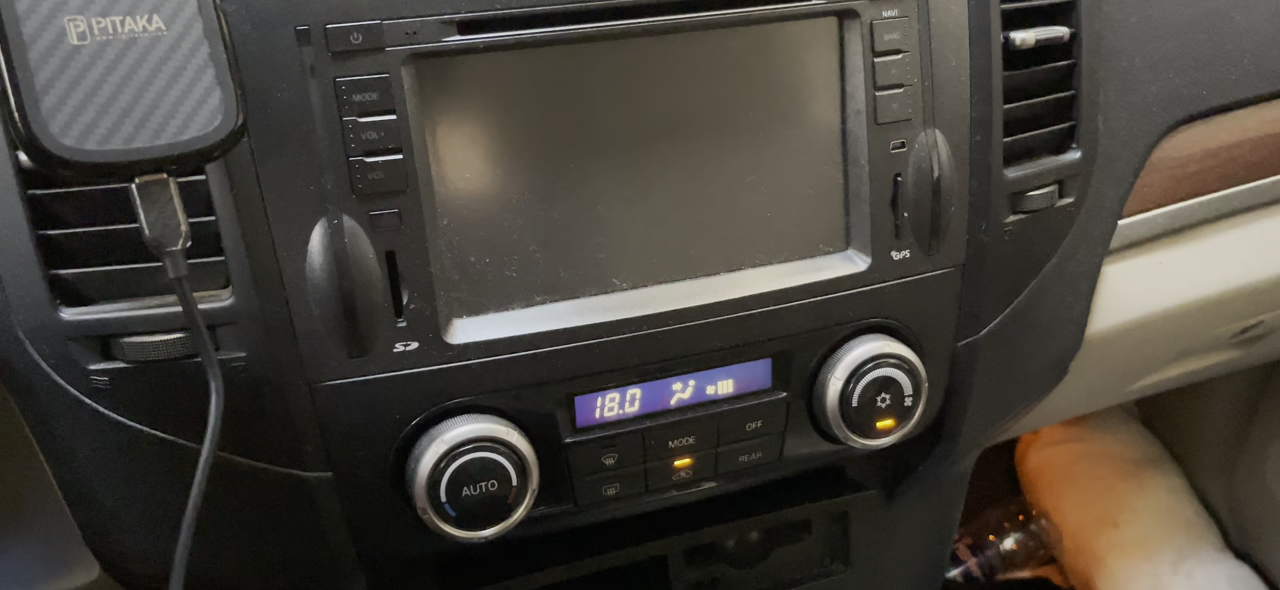 PITAKA
NAVI
MODE
VOL+
VOL
SD
GPS
18.0
MODE
OFF
REAR
AUTO